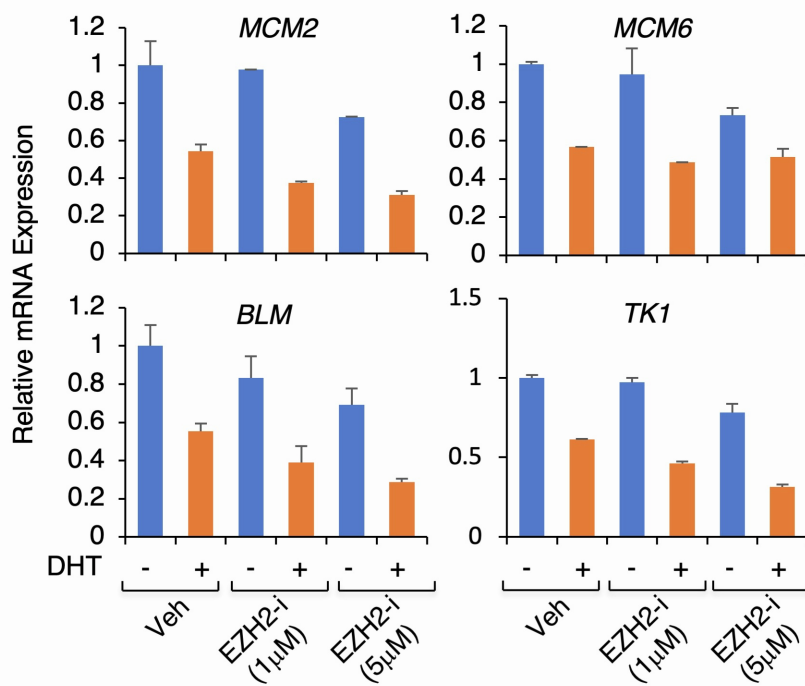 Relative mRNA Expression
MCM2
1.2
1
0.8
0.6
0.4
0.2
0
MCM6
1.2
1
0.8
0.6
0.4
0.2
0
BLM
1.2
1
0.8
0.6
0.4
0.2
0
TK1
1.5
1
0.5
0
DHT - + - + - + - + - + - +
Veh
EZH2-i
(1µM)
EZH2-i
(5µM)
Veh
EZH2-i
(1µM)
EZH2-i
(5µM)